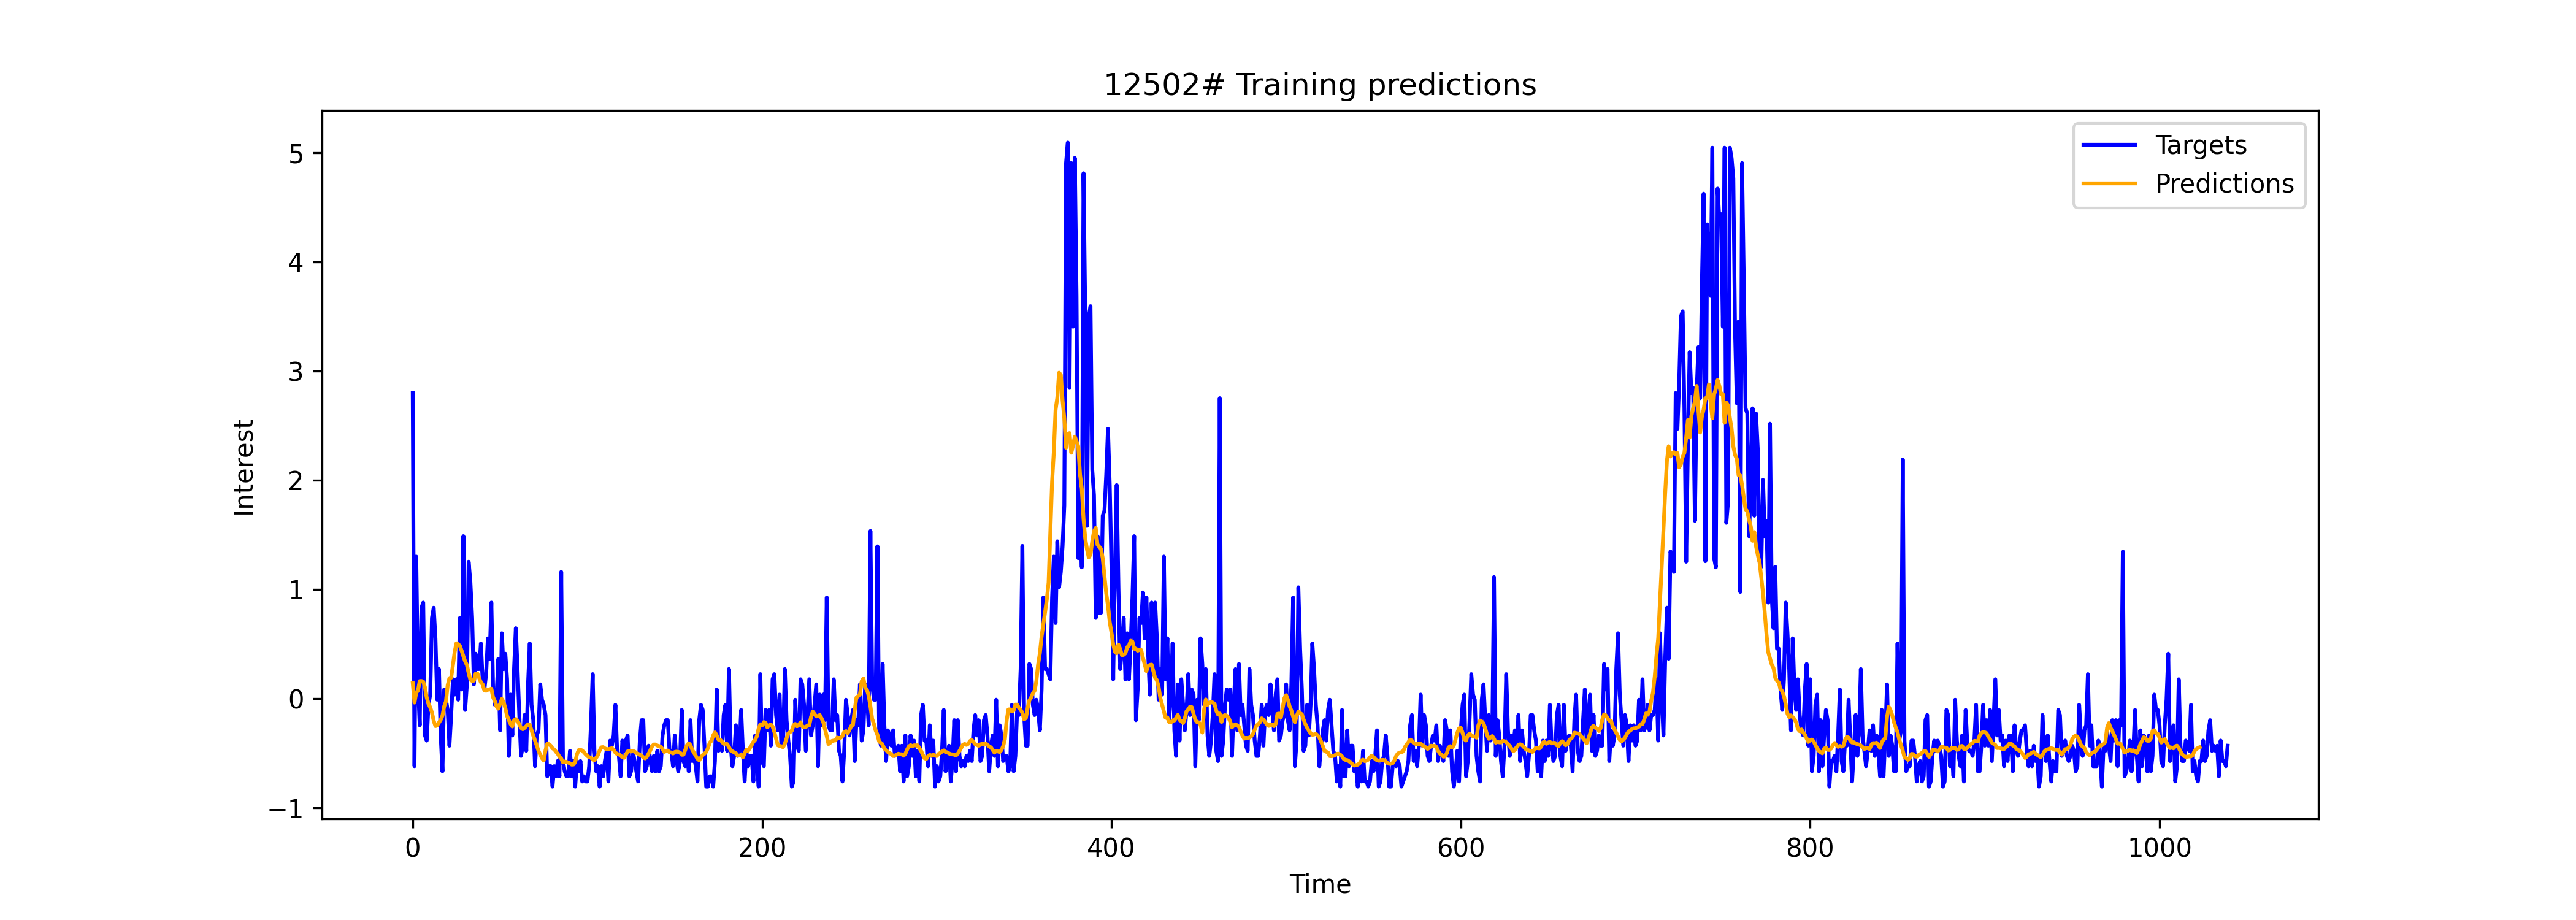 12502# Training predictions
Targets
Predictions
5
4
3
2
1
0
−1
Interest
0
200
400
600
800
1000
Time